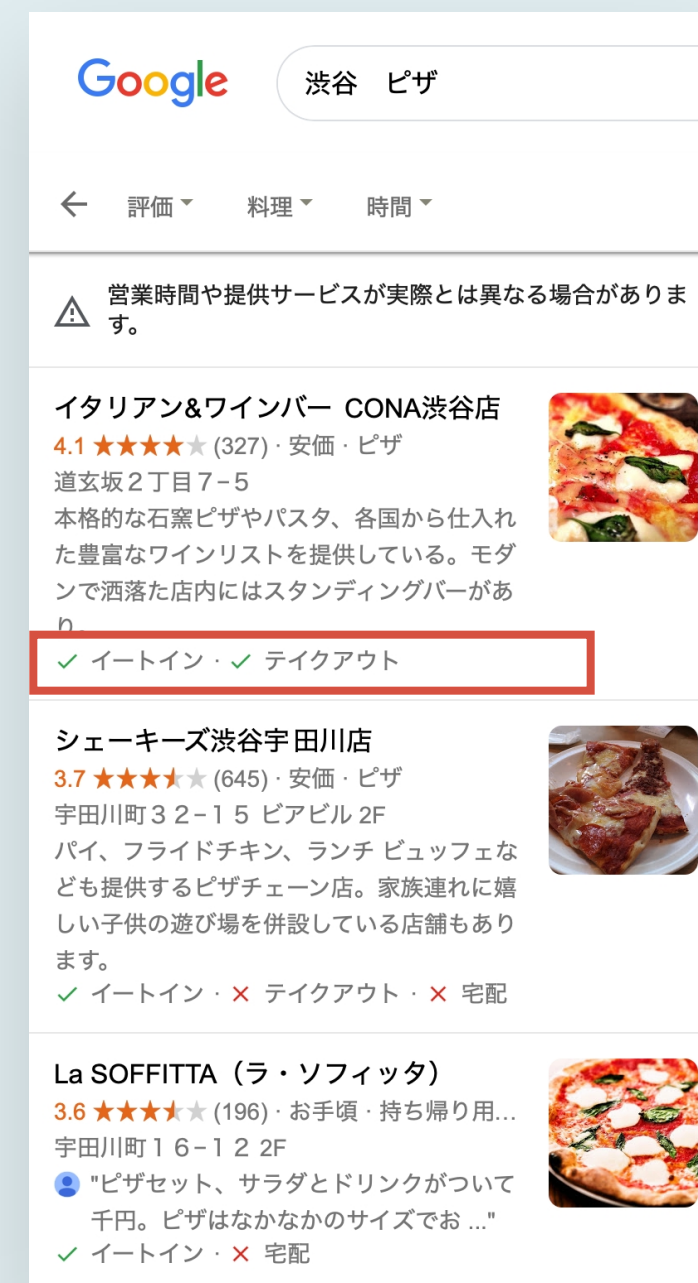 Google
渋谷　ピザ
評価
料理
時間
営業時間や提供サービスが実際とは異なる場合がありま
す。
イタリアン&ワインバー CONA渋谷店
4.1 ★★★★★ (327) · 安価 · ピザ
道玄坂２丁目７−５
本格的な石窯ピザやパスタ、各国から仕入れ
た豊富なワインリストを提供している。モダ
ンで洒落た店内にはスタンディングバーがあ
り、
✓ イートイン · ✓ テイクアウト
シェーキーズ渋谷宇田川店
3.7 ★★★★★ (645) · 安価 · ピザ
宇田川町３２−１５ ビアビル 2F
パイ、フライドチキン、ランチ ビュッフェな
ども提供するピザチェーン店。家族連れに嬉
しい子供の遊び場を併設している店舗もあり
ます。
✓ イートイン · ✕ テイクアウト · ✕ 宅配
La SOFFITTA（ラ・ソフィッタ）
3.6 ★★★★★ (196) · お手頃 · 持ち帰り用...
宇田川町１６−１２ 2F
"ピザセット、サラダとドリンクがついて
千円。ピザはなかなかのサイズでお ..."
✓ イートイン · ✕ 宅配